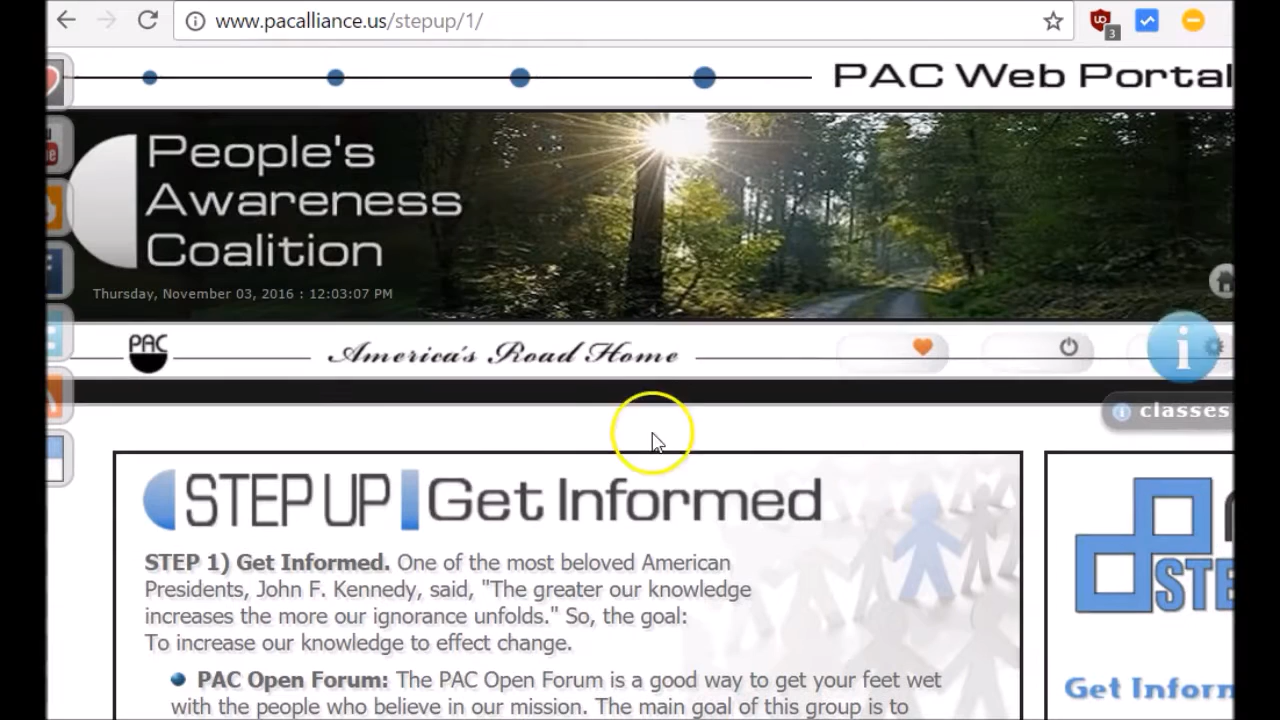 www.pacalliance.us/stepup/1/
3
PAC Web Portal
People's
Awareness
Coalition
Thursday, November 03, 2016 : 12:03:07 PM
PAC
America's Road Home
i
i classes
STEP UP | Get Informed
STEP 1) Get Informed. One of the most beloved American
Presidents, John F. Kennedy, said, "The greater our knowledge
increases the more our ignorance unfolds." So, the goal:
To increase our knowledge to effect change.
PAC Open Forum: The PAC Open Forum is a good way to get your feet wet
with the people who believe in our mission. The main goal of this group is to
STE
Get Inform